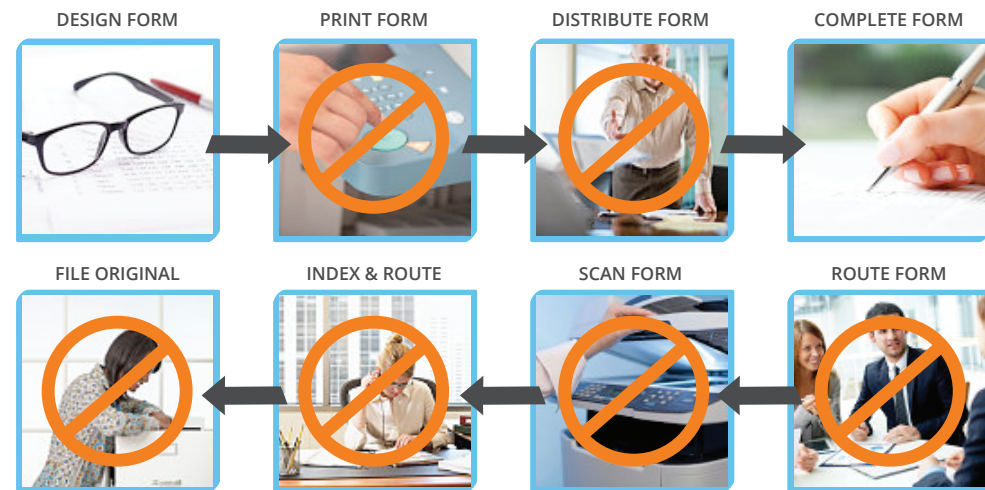 DESIGN FORM
PRINT FORM
DISTRIBUTE FORM
COMPLETE FORM
FILE ORIGINAL
INDEX & ROUTE
SCAN FORM
ROUTE FORM